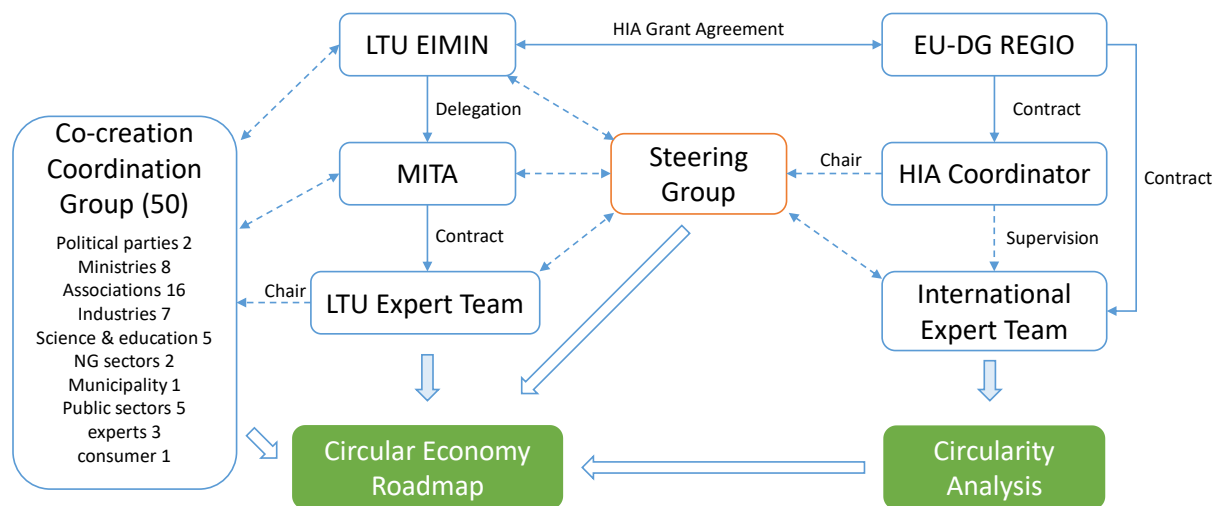 LTU EIMIN
HIA Grant Agreement
EU-DG REGIO
Delegation
Contract
Co-creation
Coordination
Group (50)
Political parties 2
Ministries 8
Associations 16
Industries 7
Science & education 5
NG sectors 2
Municipality 1
Public sectors 5
experts 3
consumer 1
MITA
Steering
Group
Chair
HIA Coordinator
Contract
Contract
Supervision
Chair
LTU Expert Team
International
Expert Team
Circular Economy
Roadmap
Circularity
Analysis